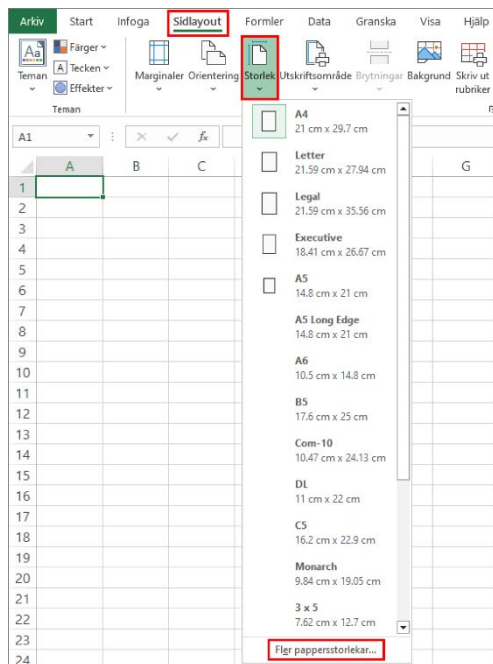 Arkiv Start Infoga Sidlayout Formler Data Granska Visa Hjälp
Aa
Teman
Färger
A Tecken
Effekter
Marginaler Orientering Storlek Utskriftsområde Brytningar Bakgrund Skriv ut rubriker
Teman
A1
fx
A B C G
1
2
3
4
5
6
7
8
9
10
11
12
13
14
15
16
17
18
19
20
21
22
23
24
A4
21 cm x 29.7 cm
Letter
21.59 cm x 27.94 cm
Legal
21.59 cm x 35.56 cm
Executive
18.41 cm x 26.67 cm
A5
14.8 cm x 21 cm
A5 Long Edge
14.8 cm x 21 cm
A6
10.5 cm x 14.8 cm
B5
17.6 cm x 25 cm
Com-10
10.47 cm x 24.13 cm
DL
11 cm x 22 cm
C5
16.2 cm x 22.9 cm
Monarch
9.84 cm x 19.05 cm
3 x 5
7.62 cm x 12.7 cm
Fler pappersstorlekar...